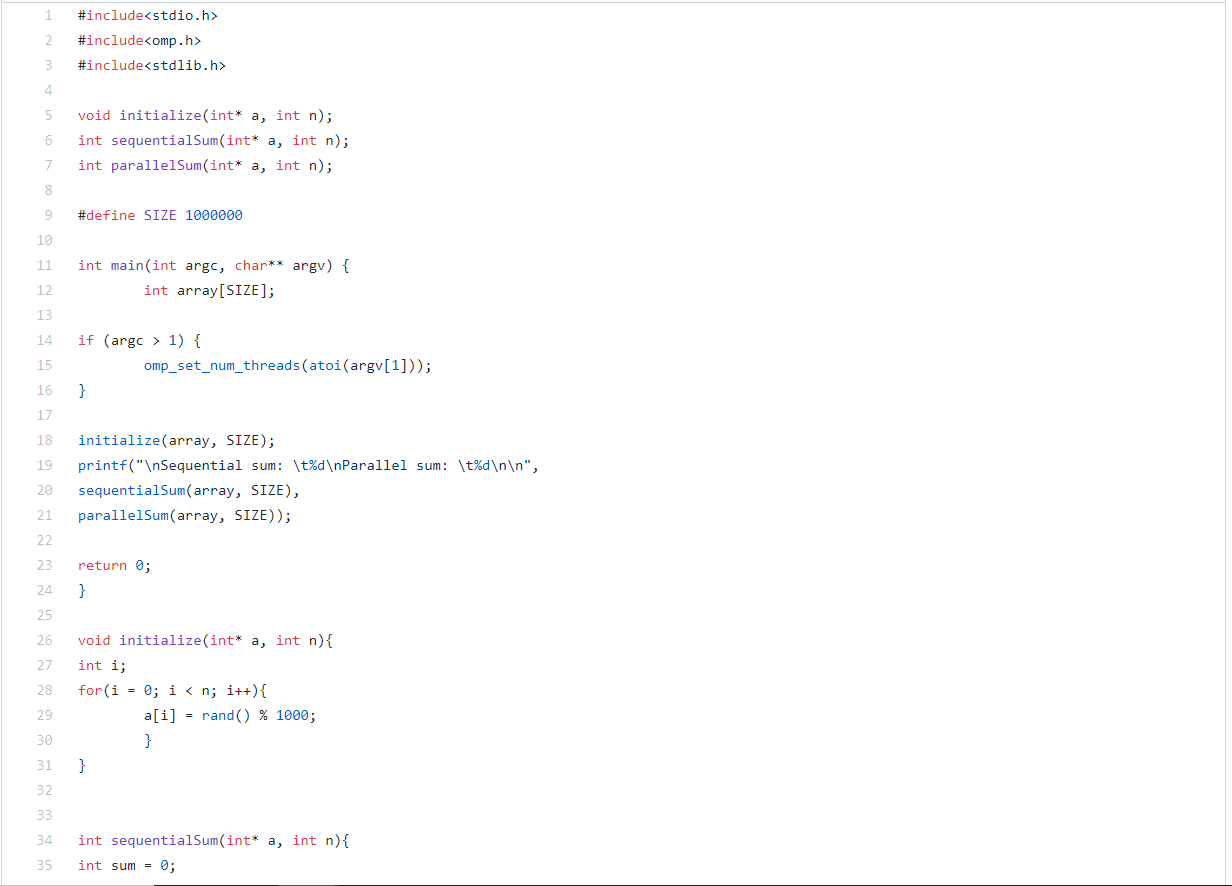 1 #include<stdio.h>
2 #include<omp.h>
3 #include<stdlib.h>
4
5 void initialize(int* a, int n);
6 int sequentialSum(int* a, int n);
7 int parallelSum(int* a, int n);
8
9 #define SIZE 1000000
10
11 int main(int argc, char** argv) {
12         int array[SIZE];
13
14 if (argc > 1) {
15         omp_set_num_threads(atoi(argv[1]));
16 }
17
18 initialize(array, SIZE);
19 printf("\nSequential sum: \t%d\nParallel sum: \t%d\n\n",
20 sequentialSum(array, SIZE),
21 parallelSum(array, SIZE));
22
23 return 0;
24 }
25
26 void initialize(int* a, int n){
27 int i;
28 for(i = 0; i < n; i++){
29         a[i] = rand() % 1000;
30         }
31 }
32
33
34 int sequentialSum(int* a, int n){
35 int sum = 0;